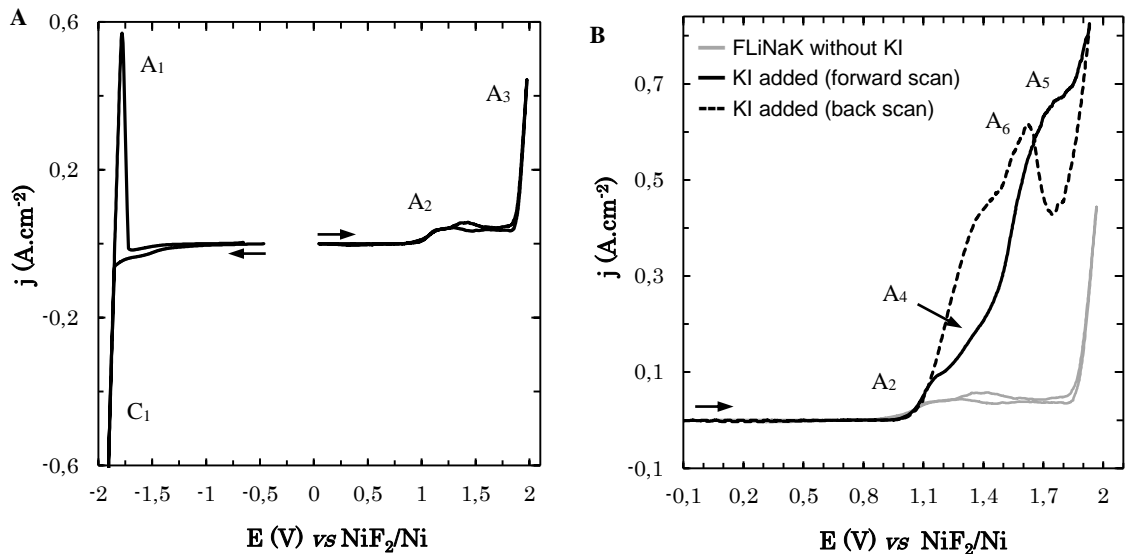 A
0,6
0,2
-0,2
-0,6
j (A.cm-2)
A1
A2
A3
C1
-2
-1,5
-1
-0,5
0
0,5
1
1,5
2
E (V) vs NiF2/Ni
B
FLiNaK without KI
KI added (forward scan)
KI added (back scan)
0,7
0,5
0,3
0,1
-0,1
j (A.cm-2)
A5
A6
A4
A2
-0,1
0,2
0,5
0,8
1,1
1,4
1,7
2
E (V) vs NiF2/Ni